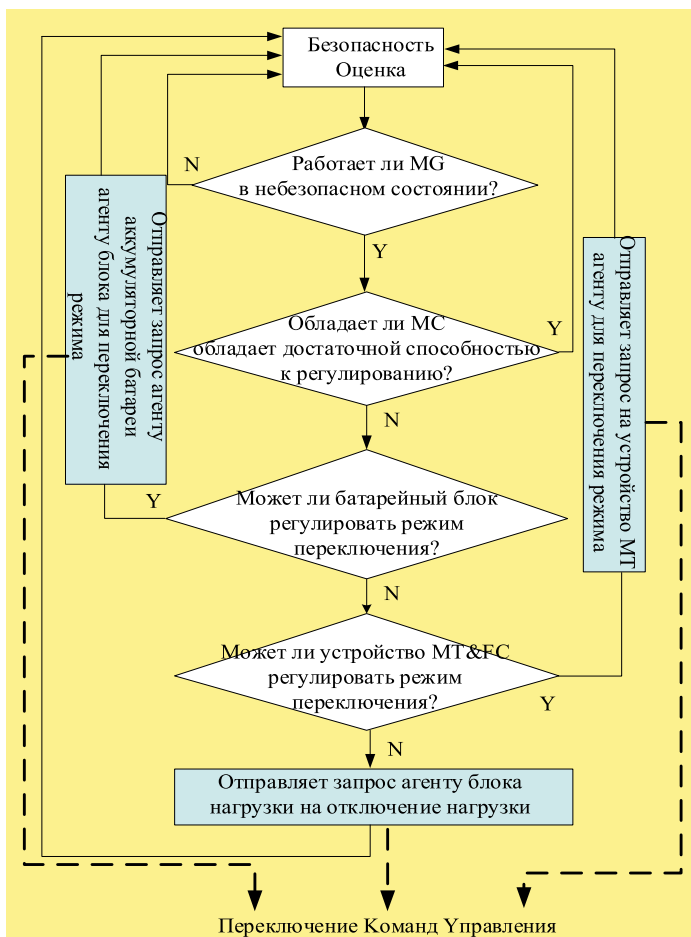 Безопасность
Оценка
Работает ли MG
в небезопасном состоянии?
N
Y
Обладает ли MC
обладает достаточной способностью
к регулированию?
Y
N
Отправляет запрос агенту
аккумуляторной батареи
агенту блока для переключения
режима
Отправляет запрос на устройство MT
агенту для переключения режима
Может ли батарейный блок
регулировать режим
переключения?
Y
N
Может ли устройство MT&FC
регулировать режим
переключения?
Y
N
Отправляет запрос агенту блока
нагрузки на отключение нагрузки
Переключение Команд Yправления